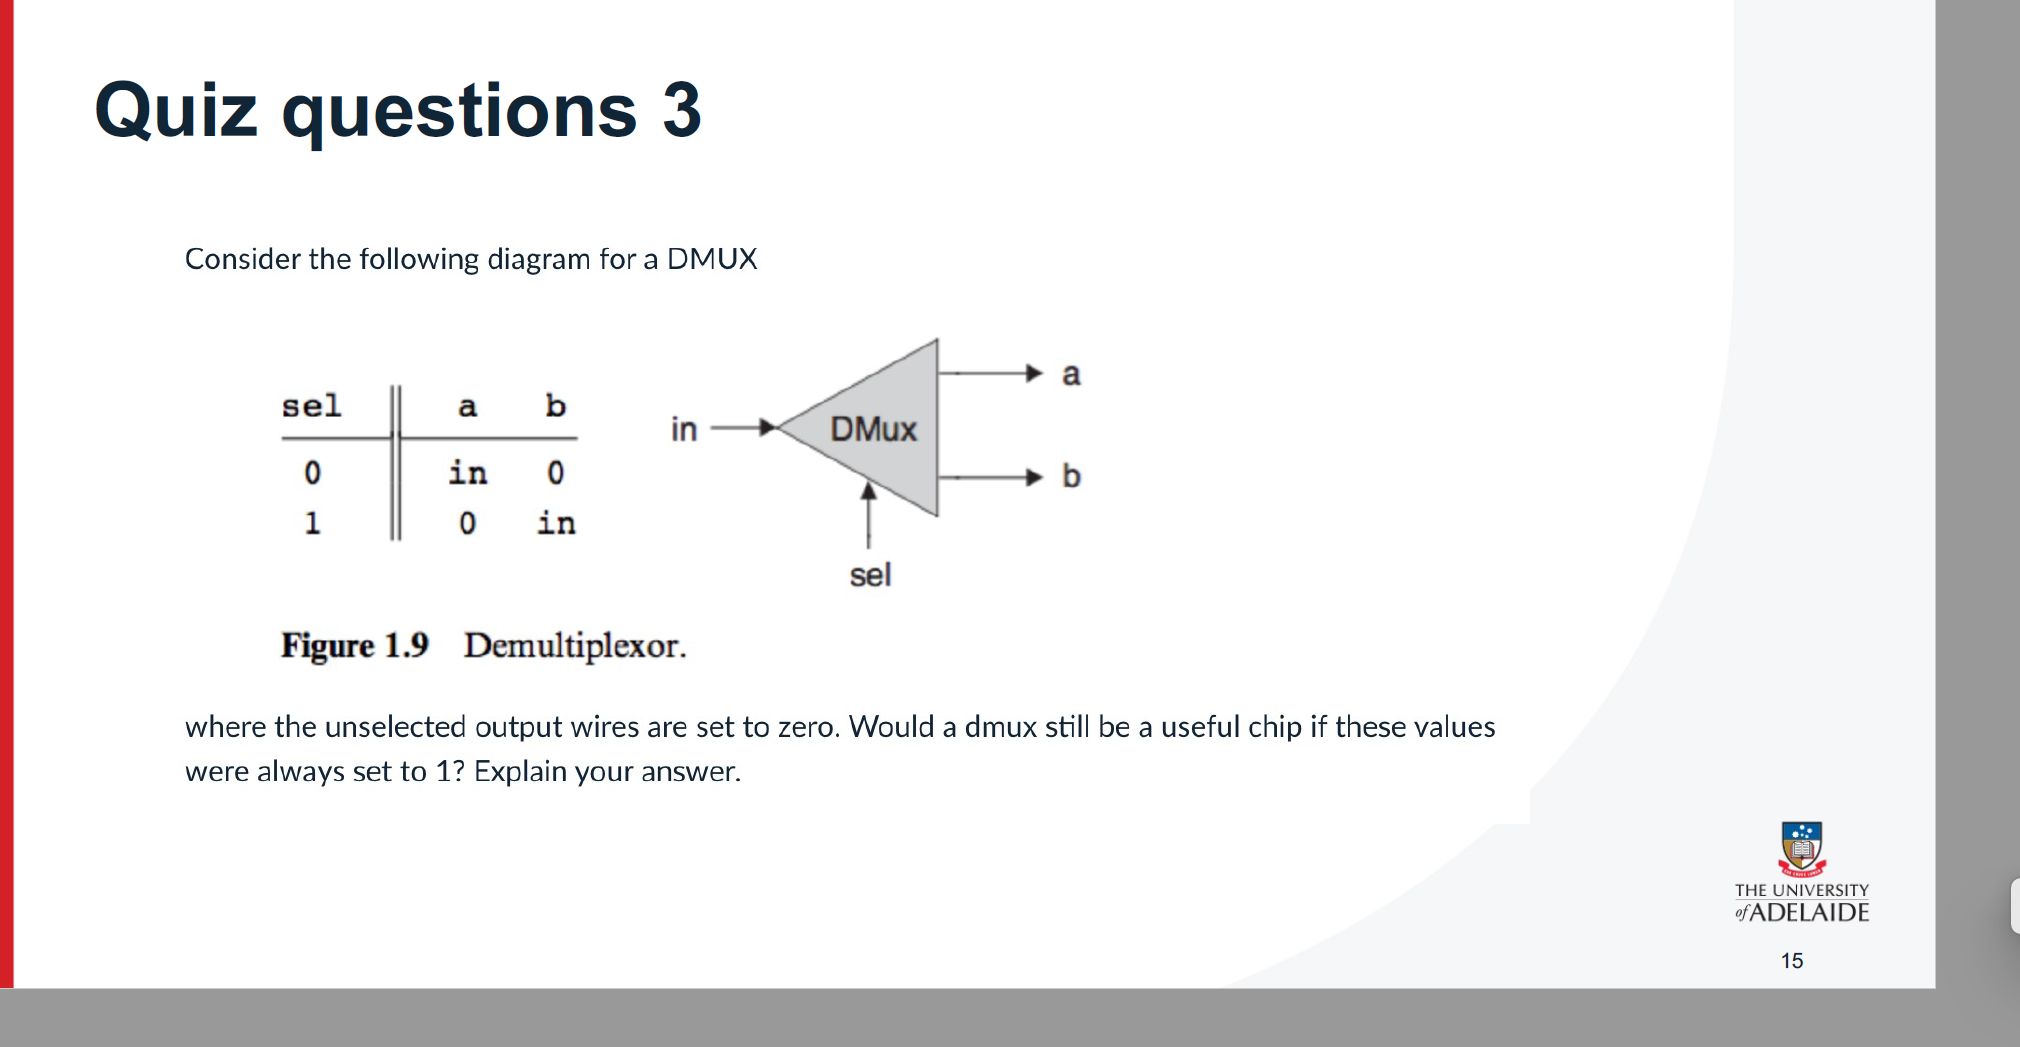 Quiz questions 3
Consider the following diagram for a DMUX
sel a b
0 in 0
1 0 in
in
DMux
a
b
sel
Figure 1.9 Demultiplexor.
where the unselected output wires are set to zero. Would a dmux still be a useful chip if these values
were always set to 1? Explain your answer.
THE UNIVERSITY
of ADELAIDE
15